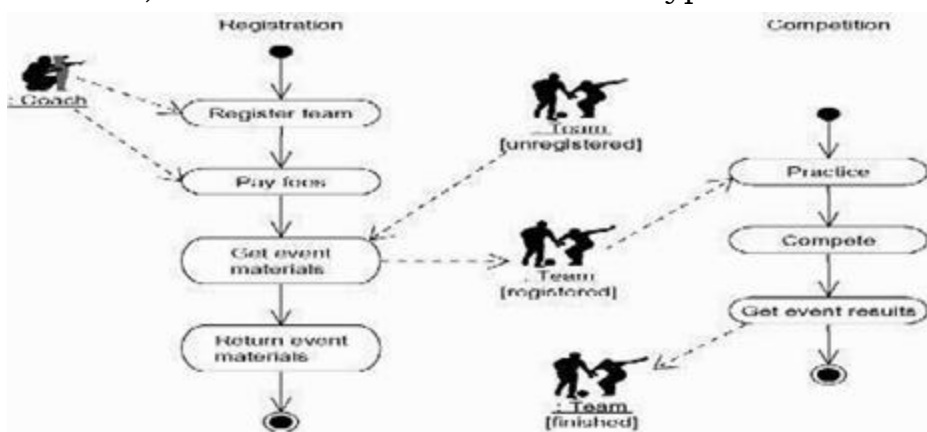 Registration
Competition
: Coach
Register team
: Team
[unregistered]
Pay fees
Practice
Get event
materials
Compete
: Team
[registered]
Get event results
Return event
materials
: Team
[finished]